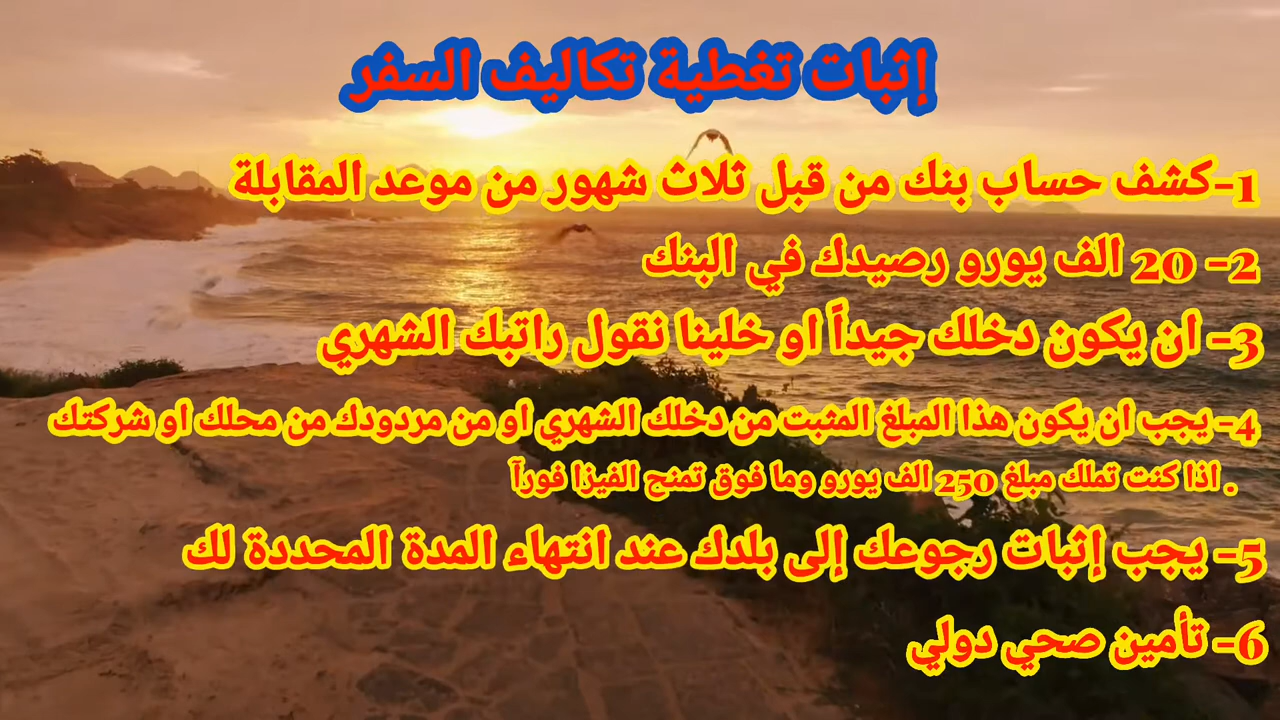 إثبات تغطية تكاليف السفر
1-كشف حساب بنك من قبل ثلاث شهور من موعد المقابلة
2- 20 الف يورو رصيدك في البنك
3- ان يكون دخلك جيداً او خلينا نقول راتبك الشهري
4- يجب ان يكون هذا المبلغ المثبت من دخلك الشهري او من مردودك من محلك او شركتك
. اذا كنت تملك مبلغ 250 الف يورو وما فوق تمنح الفيزا فورآ
5- يجب إثبات رجوعك إلى بلدك عند انتهاء المدة المحددة لك
6- تأمين صحي دولي